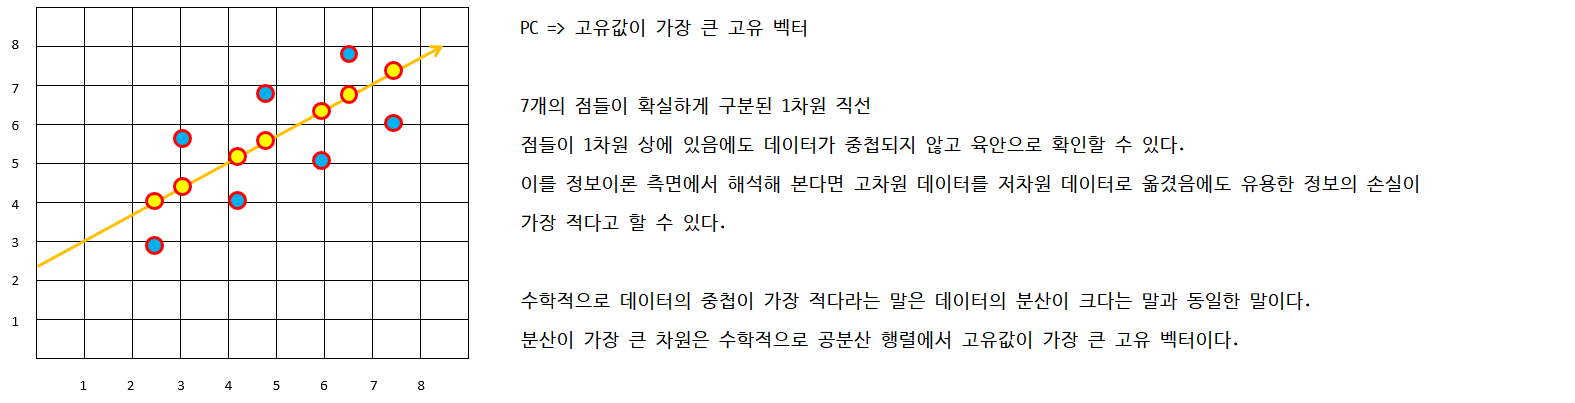 8
7
6
5
4
3
2
1
1 2 3 4 5 6 7 8
PC => 고유값이 가장 큰 고유 벡터
7개의 점들이 확실하게 구분된 1차원 직선
점들이 1차원 상에 있음에도 데이터가 중첩되지 않고 육안으로 확인할 수 있다.
이를 정보이론 측면에서 해석해 본다면 고차원 데이터를 저차원 데이터로 옮겼음에도 유용한 정보의 손실이
가장 적다고 할 수 있다.
수학적으로 데이터의 중첩이 가장 적다라는 말은 데이터의 분산이 크다는 말과 동일한 말이다.
분산이 가장 큰 차원은 수학적으로 공분산 행렬에서 고유값이 가장 큰 고유 벡터이다.